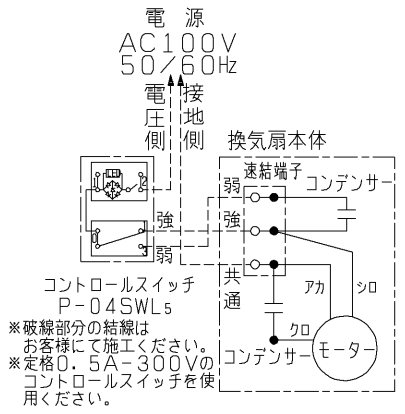 電源
AC100V
50/60Hz
電圧側
接地側
換気扇本体
速結端子
弱
コンデンサー
1
2
強
強
0
1
3
弱
共通
アカ
シロ
コントロールスイッチ
P-04SWL5
クロ
コンデンサー
モーター
※破線部分の結線は
お客様にて施工ください。
※定格0.5A-300Vの
コントロールスイッチを使
用ください。